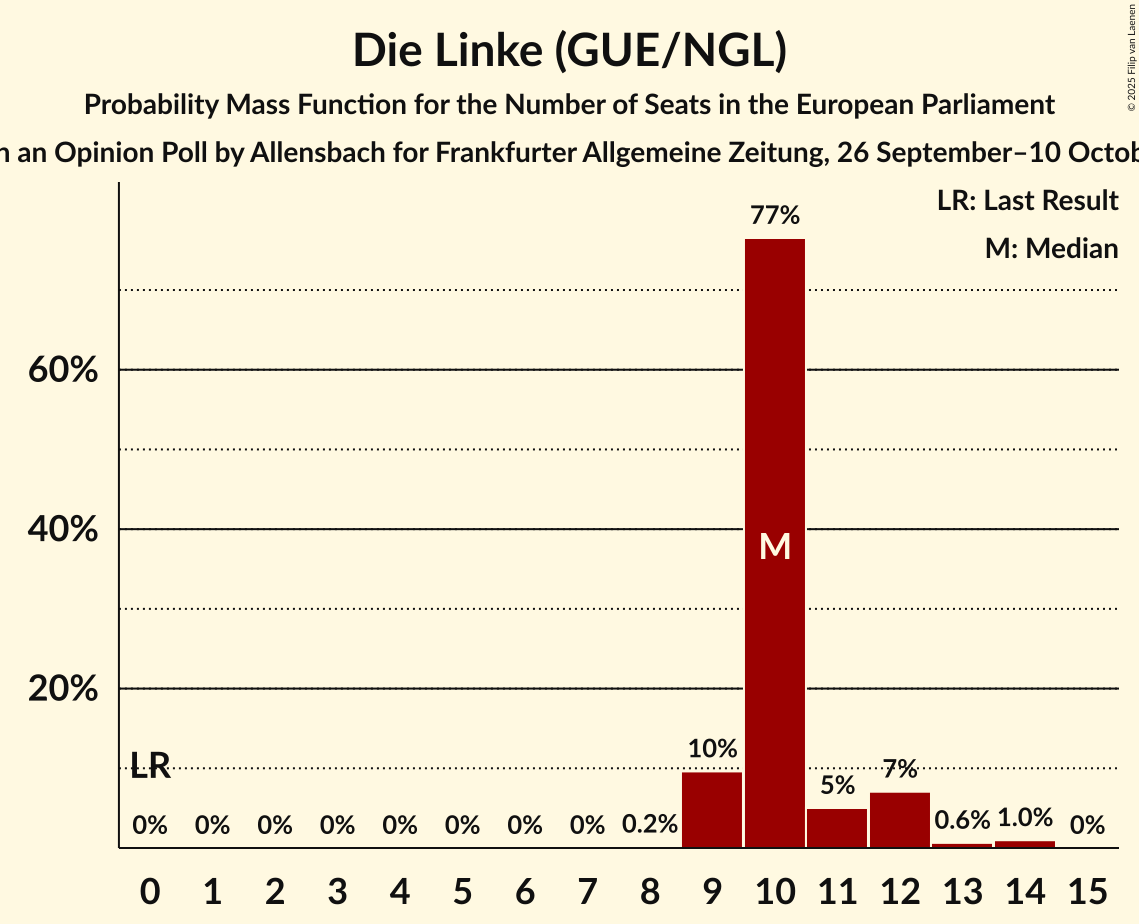 Die Linke (GUE/NGL)
Probability Mass Function for the Number of Seats in the European Parliament
an Opinion Poll by Allensbach for Frankfurter Allgemeine Zeitung, 26 September–10
© 2025 Filip van Laenen
LR: Last Result
M: Median
77%
60%
40%
M
20%
LR
10%
7%
5%
0% 0% 0% 0% 0% 0% 0% 0% 0.2% 0.6% 1.0% 0%
0 1 2 3 4 5 6 7 8 9 10 11 12 13 14 15